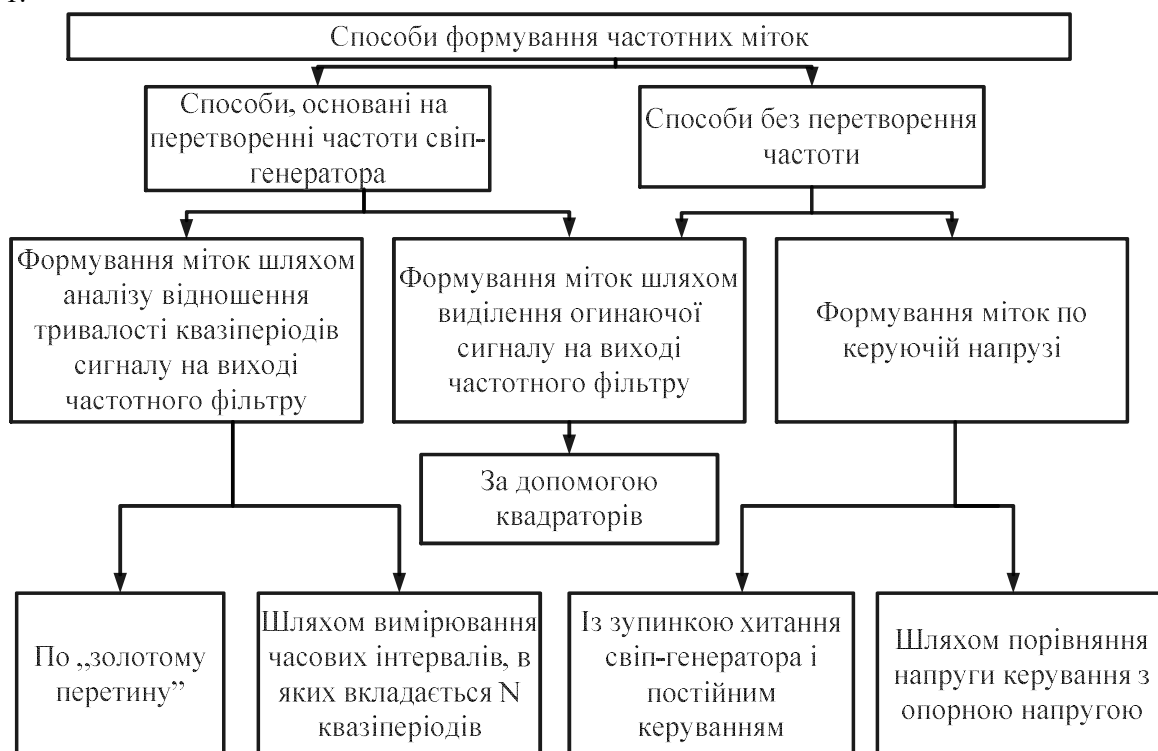 Способи формування частотних міток
Способи, основані на
перетворенні частоти свіп-
генератора
Способи без перетворення
частоти
Формування міток шляхом
аналізу відношення
тривалості квазіперіодів
сигналу на виході
частотного фільтру
Формування міток шляхом
виділення огинаючої
сигналу на виході
частотного фільтру
Формування міток по
керуючій напрузі
За допомогою
квадраторів
По „золотому
перетину”
Шляхом вимірювання
часових інтервалів, в
яких вкладається N
квазіперіодів
Із зупинкою хитання
свіп-генератора і
постійним
керуванням
Шляхом порівняння
напруги керування з
опорною напругою